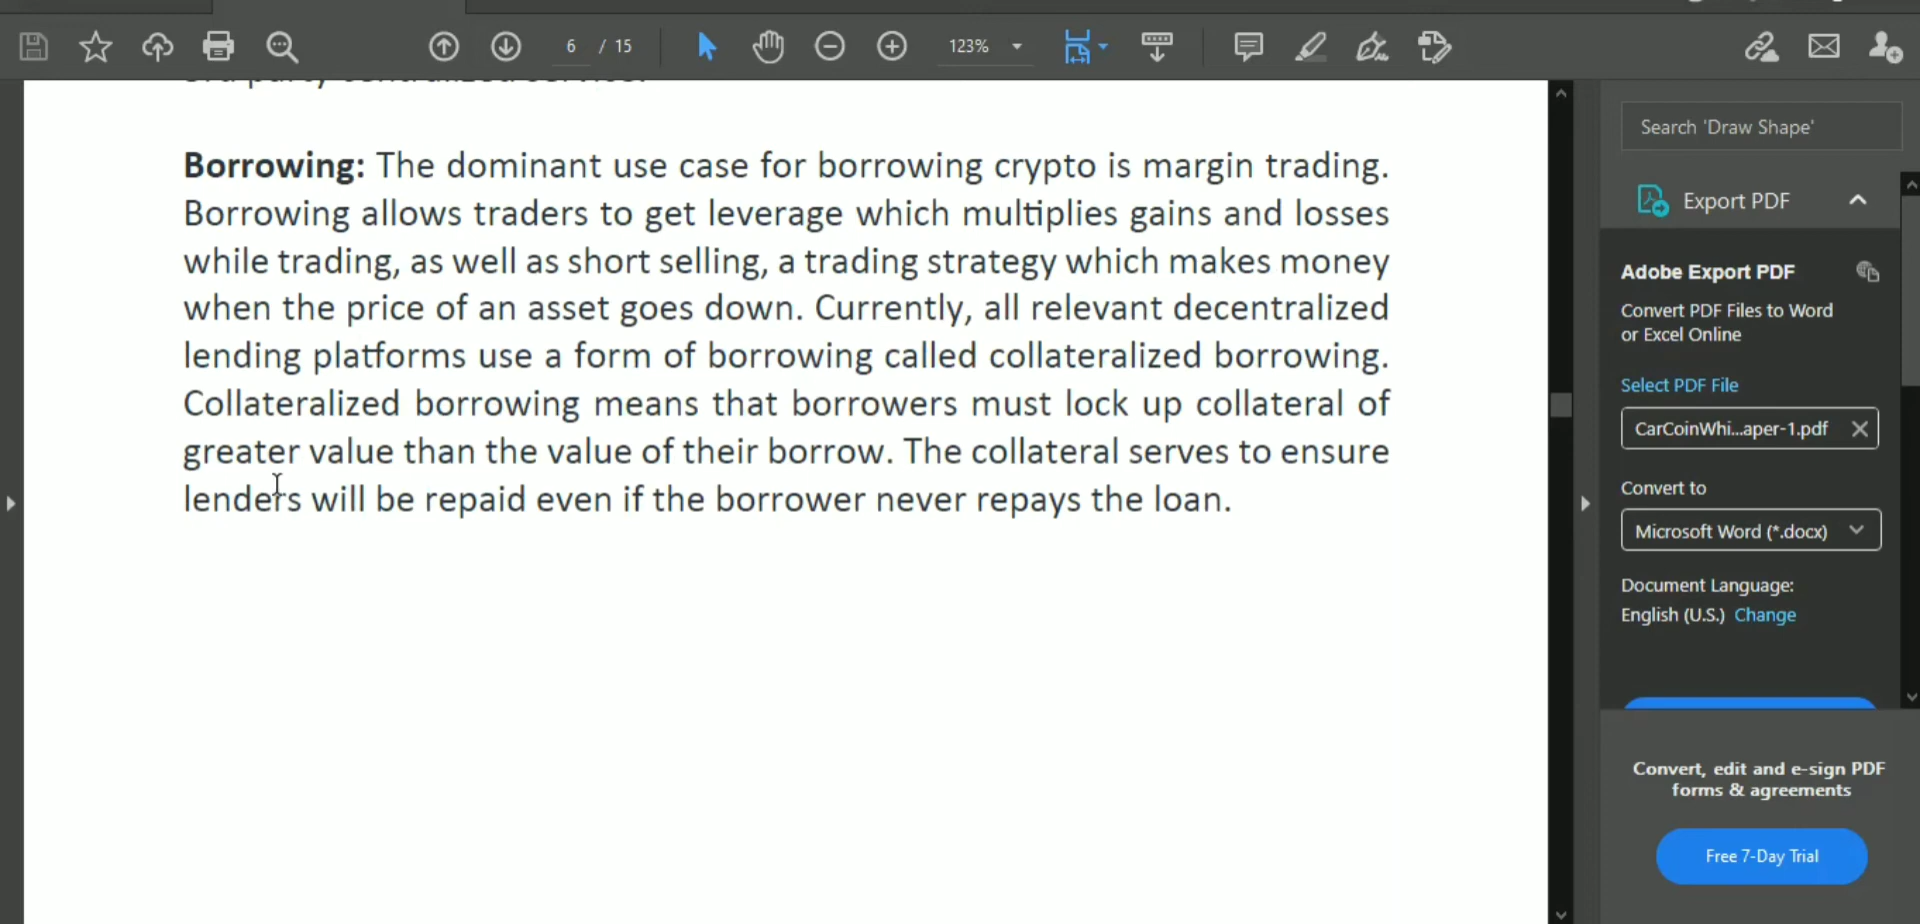 6 / 15
123%
Borrowing: The dominant use case for borrowing crypto is margin trading.
Borrowing allows traders to get leverage which multiplies gains and losses
while trading, as well as short selling, a trading strategy which makes money
when the price of an asset goes down. Currently, all relevant decentralized
lending platforms use a form of borrowing called collateralized borrowing.
Collateralized borrowing means that borrowers must lock up collateral of
greater value than the value of their borrow. The collateral serves to ensure
lenders will be repaid even if the borrower never repays the loan.
Search 'Draw Shape'
Export PDF
Adobe Export PDF
Convert PDF Files to Word
or Excel Online
Select PDF File
CarCoinWhi...aper-1.pdf
Convert to
Microsoft Word (*.docx)
Document Language:
English (U.S.) Change
Convert, edit and e-sign PDF
forms & agreements
Free 7-Day Trial